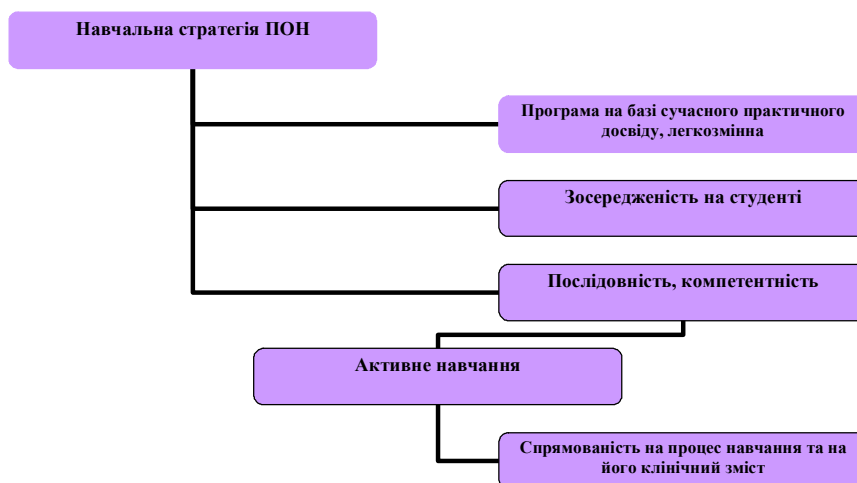 Навчальна стратегія ПОН
Програма на базі сучасного практичного
досвіду, легкозмінна
Зосередженість на студенті
Послідовність, компетентність
Активне навчання
Спрямованість на процес навчання та на
його клінічний зміст